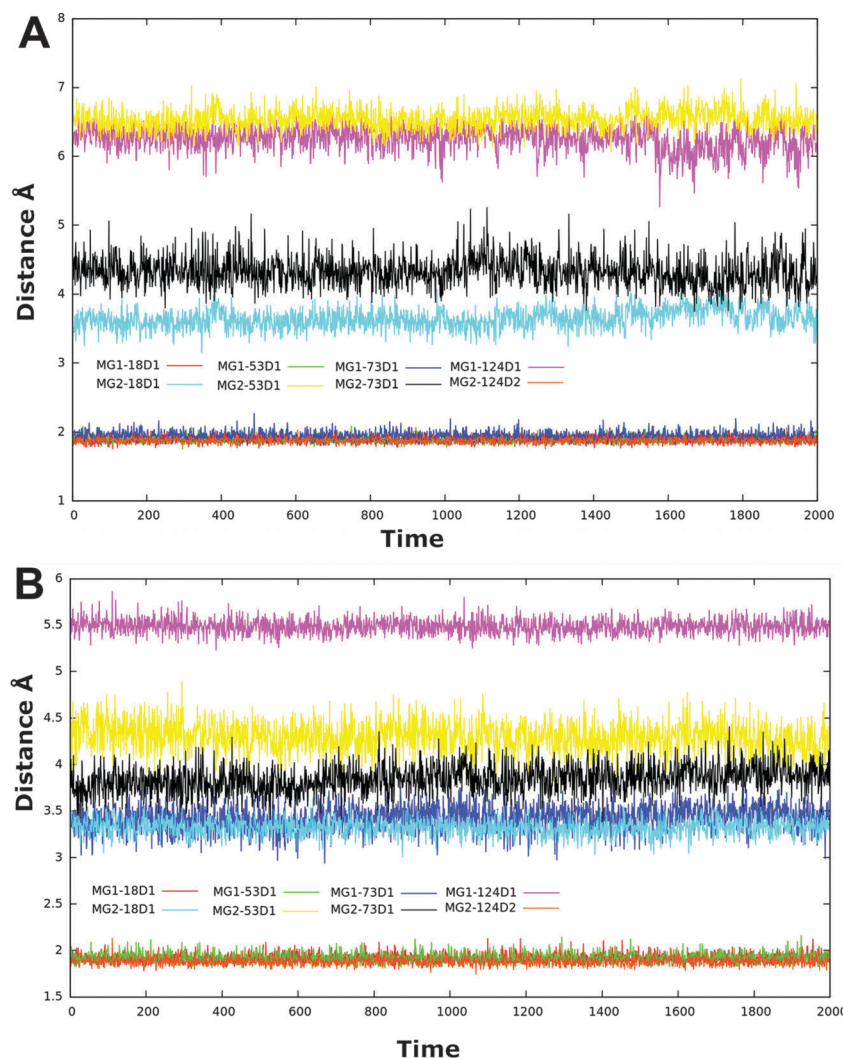 A
8
7
6
5
4
3
2
1
Distance Å
MG1-18D1 MG1-53D1 MG1-73D1 MG1-124D1
MG2-18D1 MG2-53D1 MG2-73D1 MG2-124D2
0 200 400 600 800 1000 1200 1400 1600 1800 2000
Time
B
6
5.5
5
4.5
4
3.5
3
2.5
2
1.5
Distance Å
MG1-18D1 MG1-53D1 MG1-73D1 MG1-124D1
MG2-18D1 MG2-53D1 MG2-73D1 MG2-124D2
0 200 400 600 800 1000 1200 1400 1600 1800 2000
Time